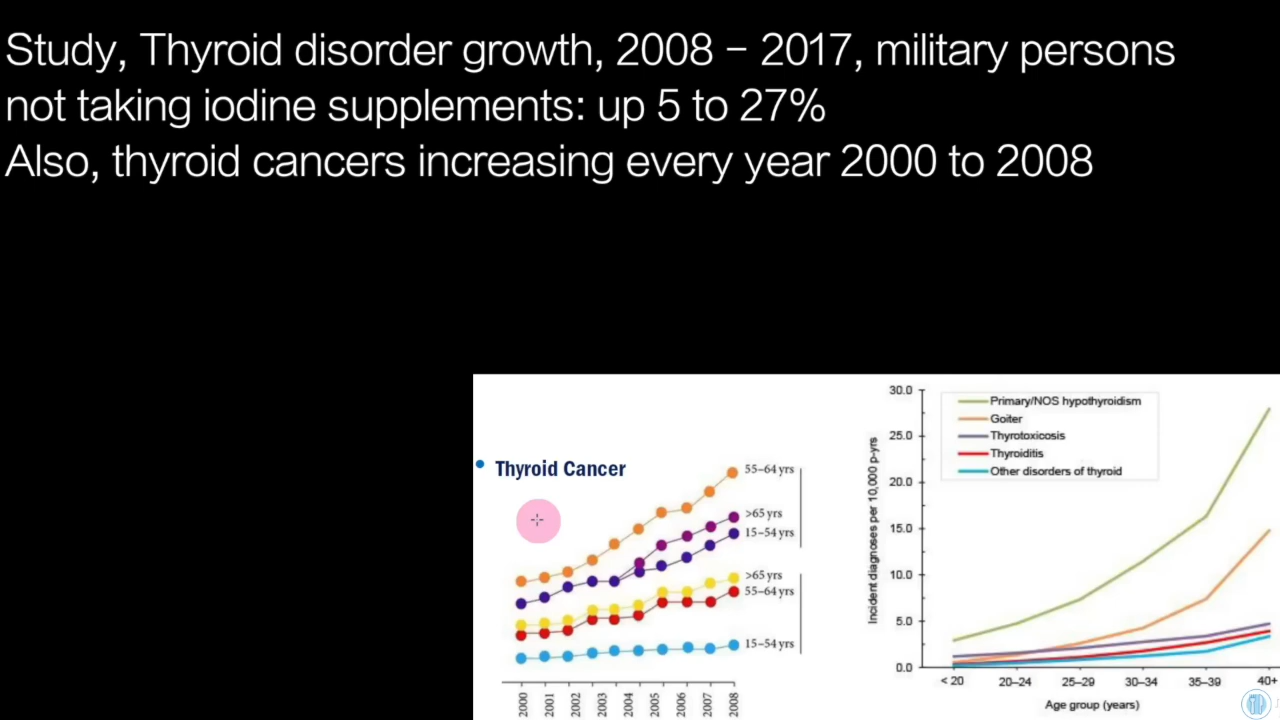 Study, Thyroid disorder growth, 2008 – 2017, military persons
not taking iodine supplements: up 5 to 27%
Also, thyroid cancers increasing every year 2000 to 2008
• Thyroid Cancer
55–64 yrs
>65 yrs
15–54 yrs
>65 yrs
55–64 yrs
15–54 yrs
2000 2001 2002 2003 2004 2005 2006 2007 2008
Incident diagnoses per 10,000 p-yrs
30.0
25.0
20.0
15.0
10.0
5.0
0.0
Primary/NOS hypothyroidism
Goiter
Thyrotoxicosis
Thyroiditis
Other disorders of thyroid
< 20 20–24 25–29 30–34 35–39 40+
Age group (years)